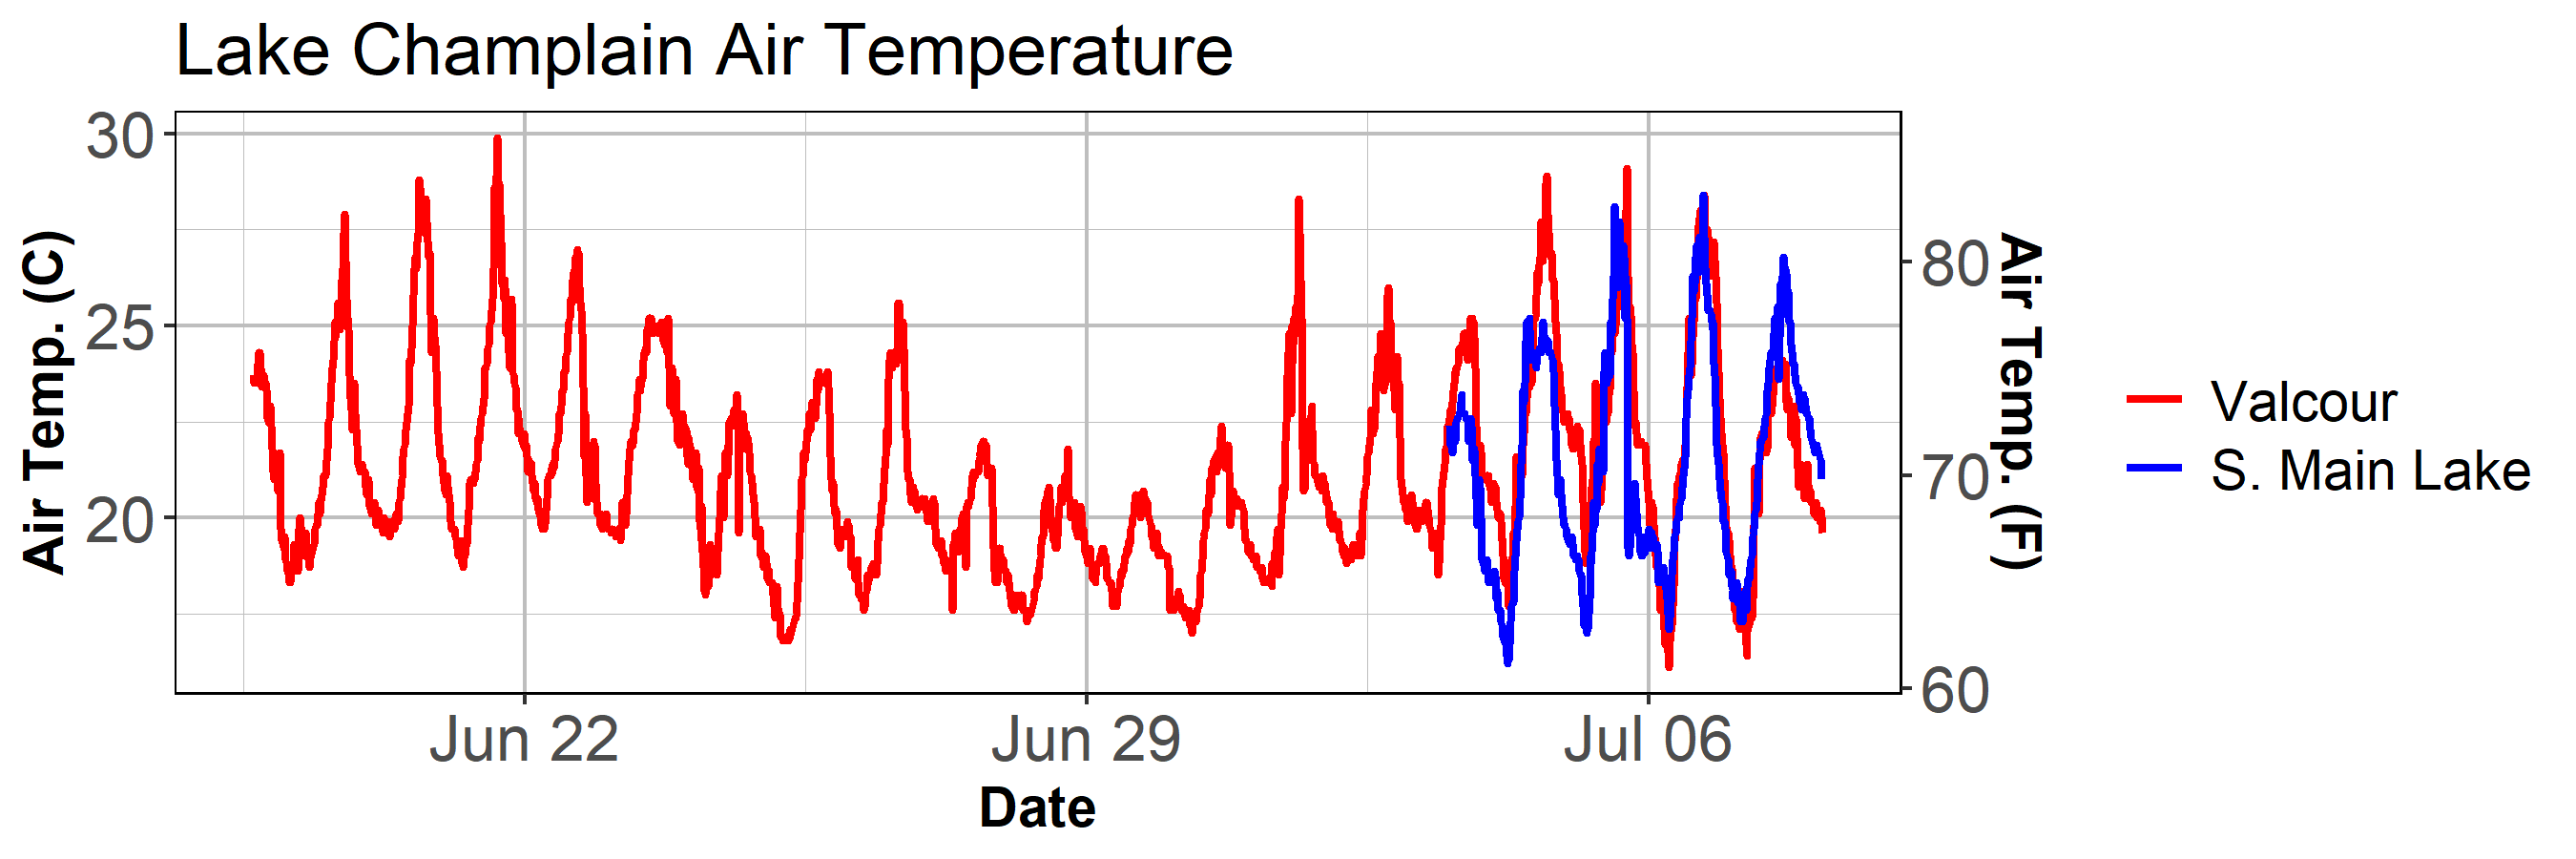 Lake Champlain Air Temperature
30
25
20
Air Temp. (C)
80
70
60
Air Temp. (F)
Jun 22
Jun 29
Jul 06
Date
Valcour
S. Main Lake